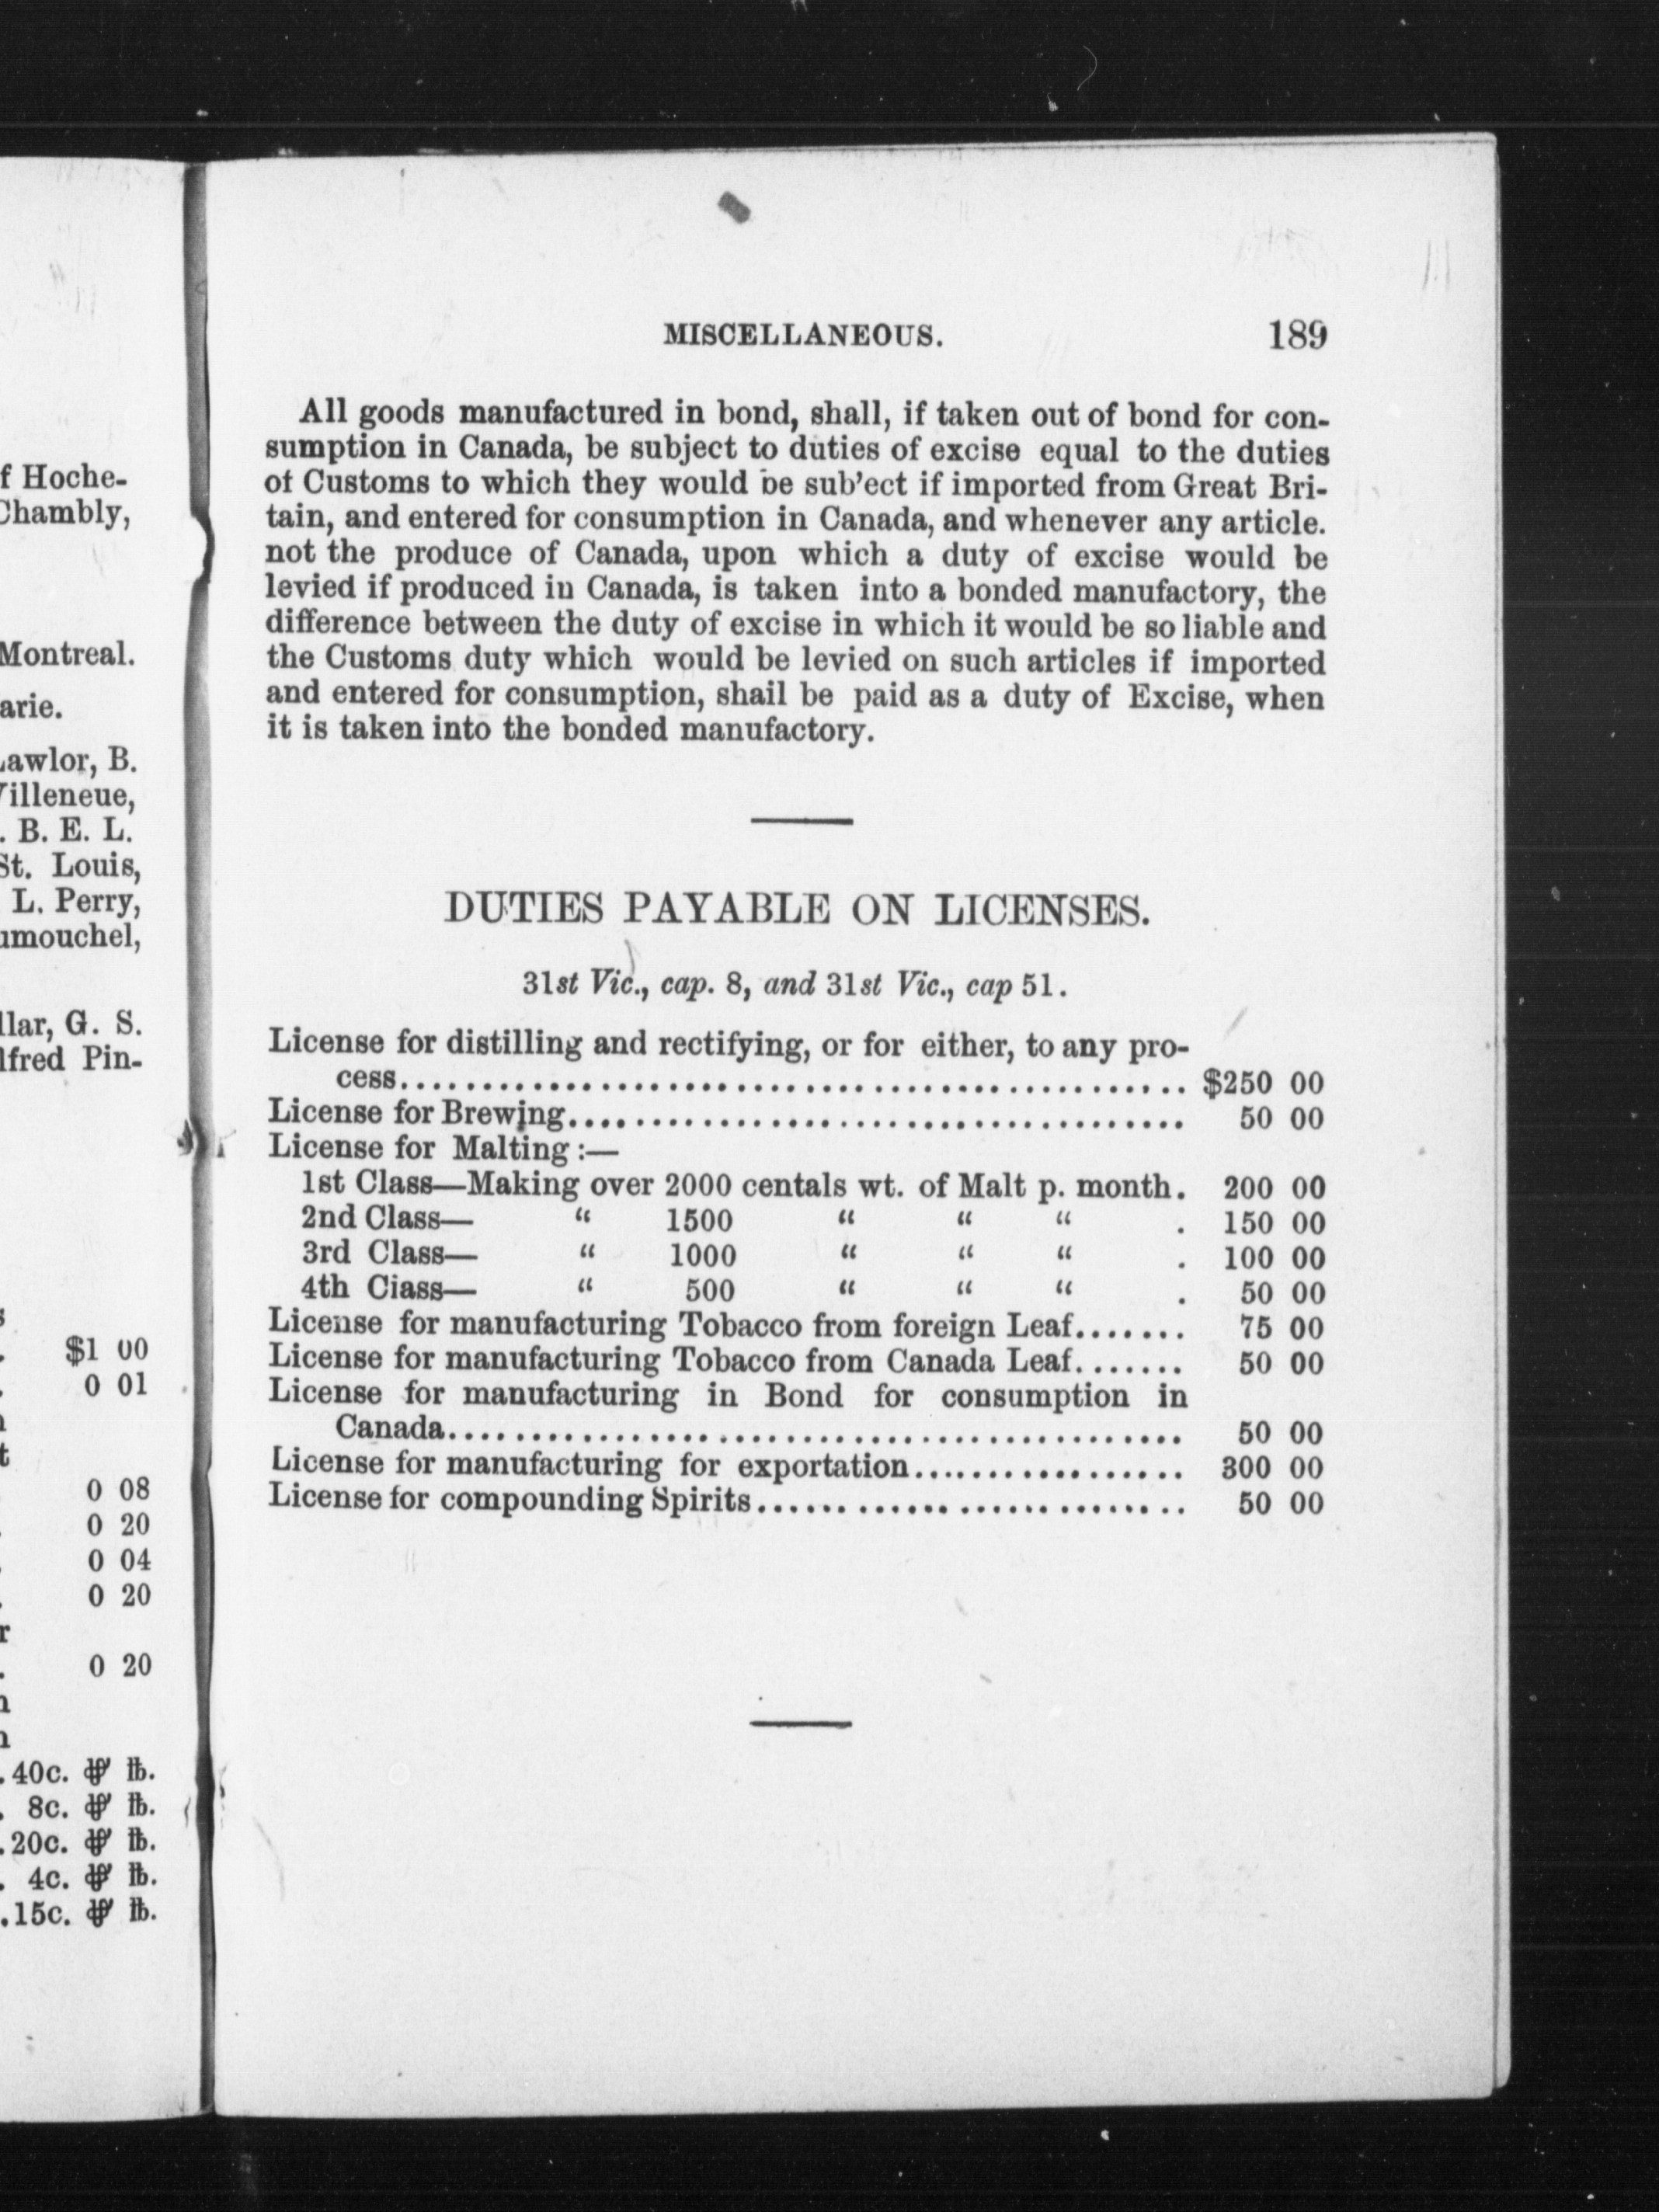 f Hoche-
Chambly,
Montreal.
arie.
Lawlor, B.
Villeneue,
. B. E. L.
St. Louis,
L. Perry,
umouchel,
llar, G. S.
lfred Pin-
$1 00
0 01
0 08
0 20
0 04
0 20
0 20
.40c. ⅌ ℔.
. 8c. ⅌ ℔.
.20c. ⅌ ℔.
. 4c. ⅌ ℔.
.15c. ⅌ ℔.
MISCELLANEOUS. 189
All goods manufactured in bond, shall, if taken out of bond for con-
sumption in Canada, be subject to duties of excise equal to the duties
of Customs to which they would be sub'ect if imported from Great Bri-
tain, and entered for consumption in Canada, and whenever any article.
not the produce of Canada, upon which a duty of excise would be
levied if produced in Canada, is taken into a bonded manufactory, the
difference between the duty of excise in which it would be so liable and
the Customs duty which would be levied on such articles if imported
and entered for consumption, shail be paid as a duty of Excise, when
it is taken into the bonded manufactory.
DUTIES PAYABLE ON LICENSES.
31st Vic., cap. 8, and 31st Vic., cap 51.
License for distilling and rectifying, or for either, to any pro-
cess................................................ $250 00
License for Brewing..................................... 50 00
License for Malting :—
1st Class—Making over 2000 centals wt. of Malt p. month. 200 00
2nd Class— “ 1500 “ “ “ . 150 00
3rd Class— “ 1000 “ “ “ . 100 00
4th Ciass— “ 500 “ “ “ . 50 00
License for manufacturing Tobacco from foreign Leaf....... 75 00
License for manufacturing Tobacco from Canada Leaf....... 50 00
License for manufacturing in Bond for consumption in
Canada............................................. 50 00
License for manufacturing for exportation................. 300 00
License for compounding Spirits.......................... 50 00